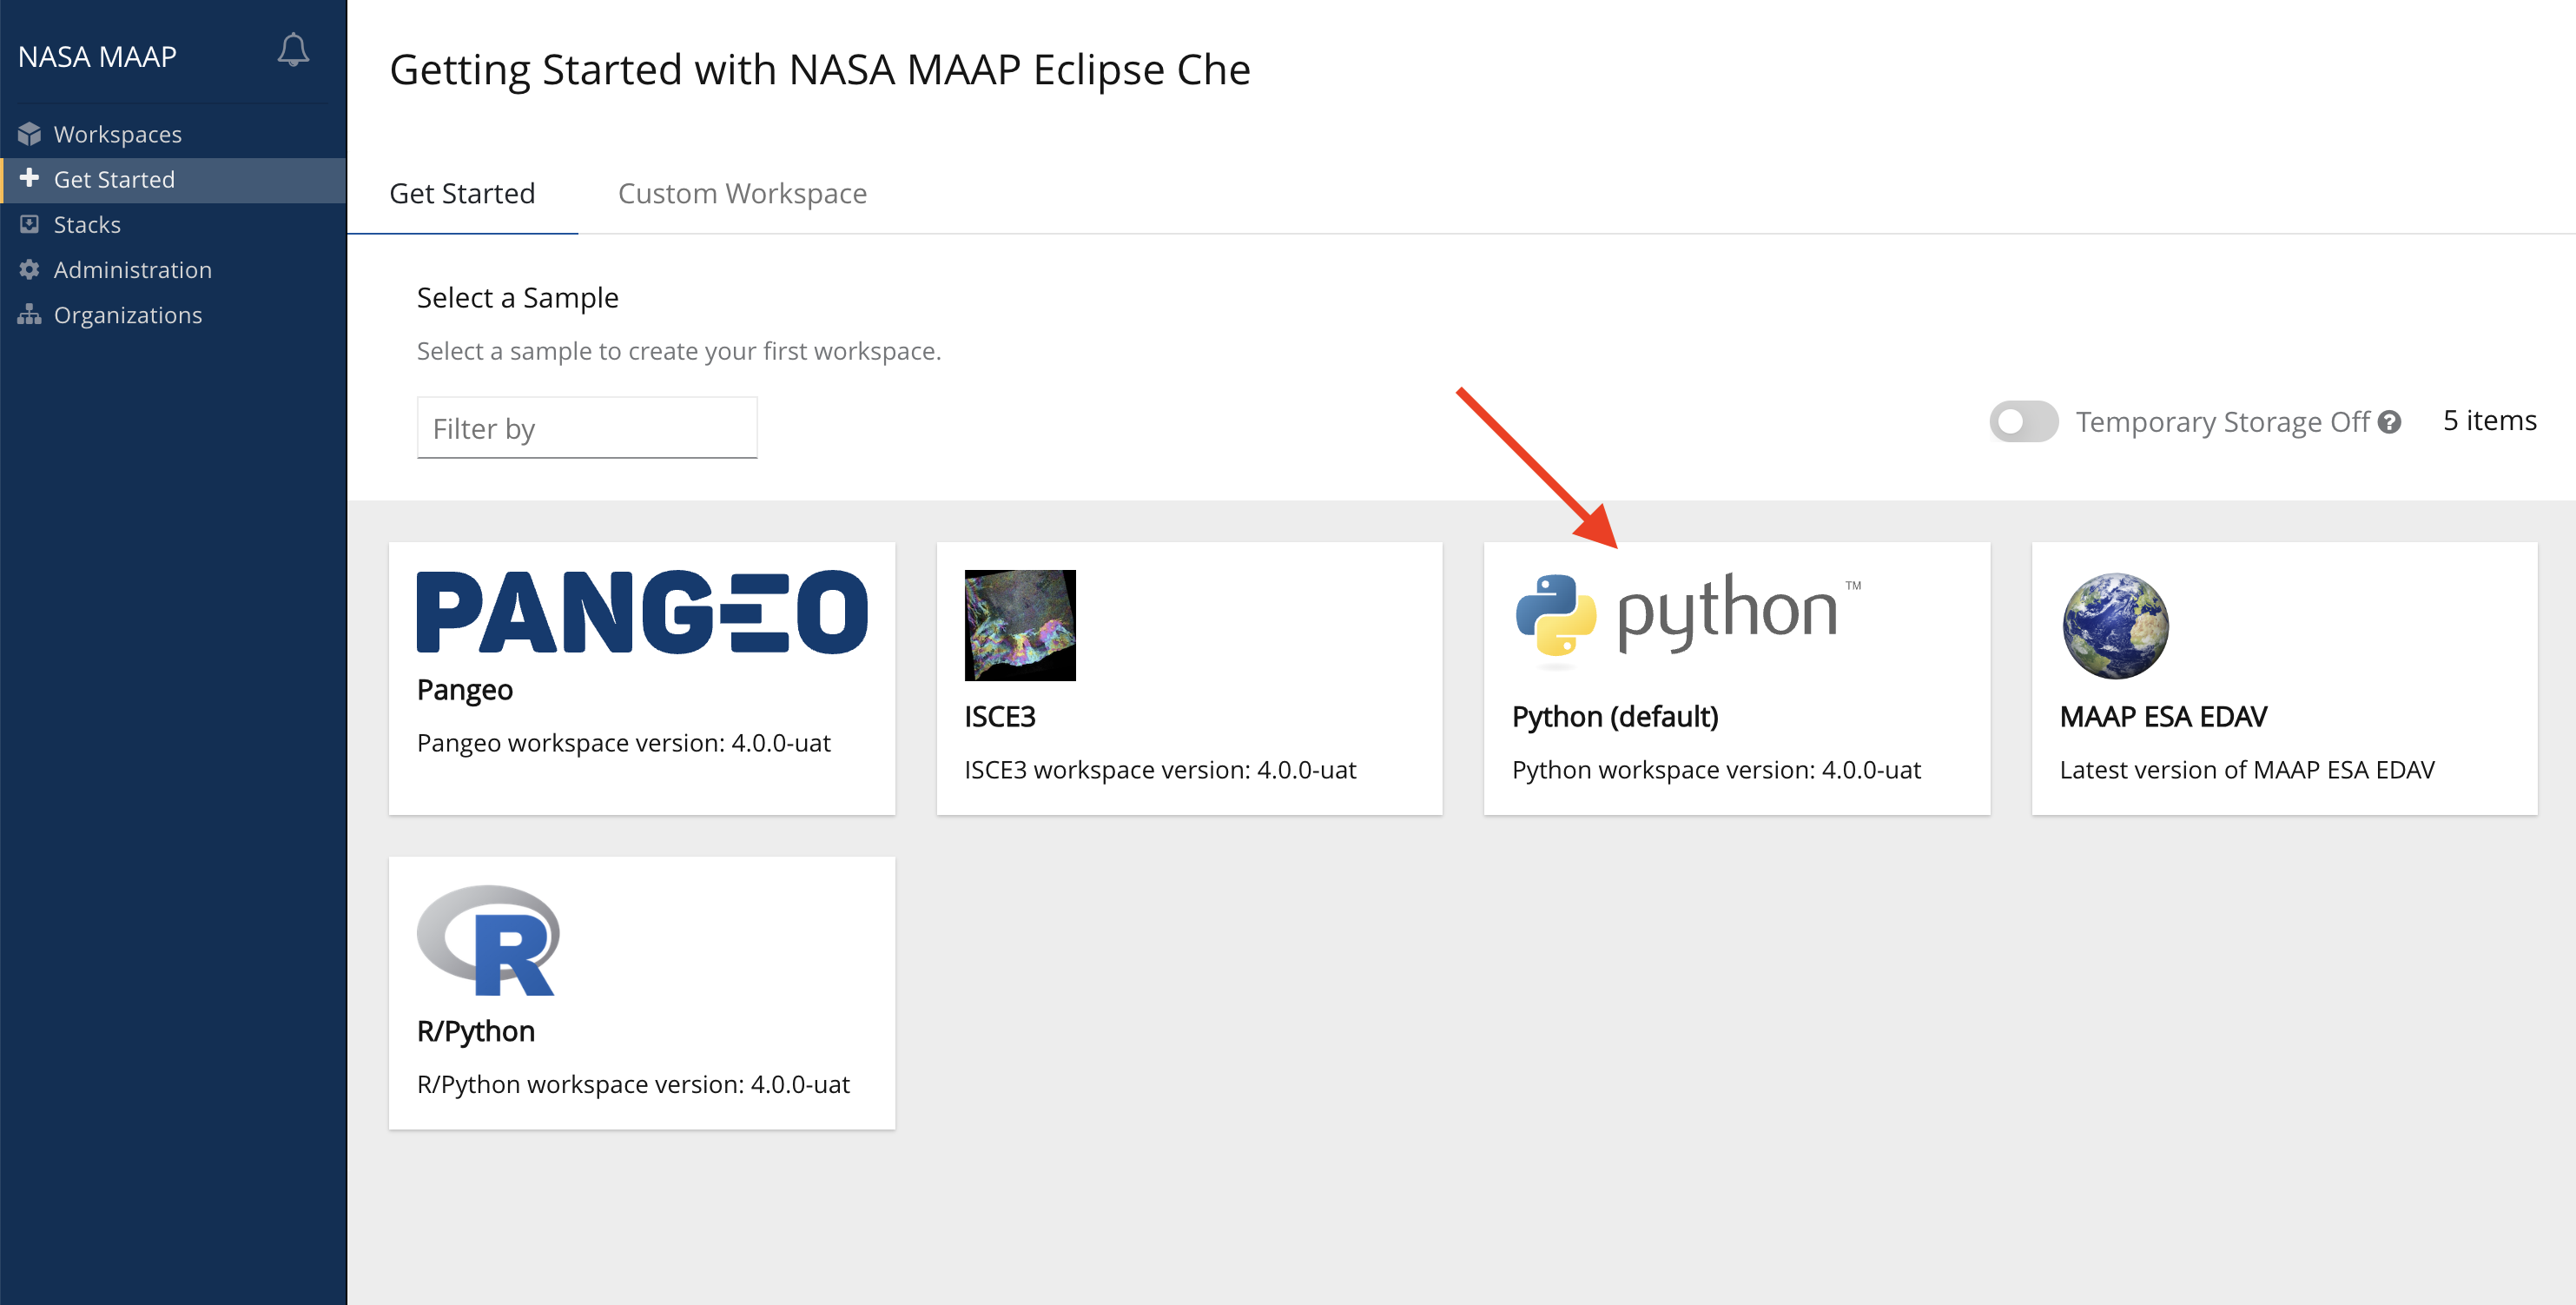 NASA MAAP
Workspaces
Get Started
Stacks
Administration
Organizations
Getting Started with NASA MAAP Eclipse Che
Get Started
Custom Workspace
Select a Sample
Select a sample to create your first workspace.
Filter by
Temporary Storage Off ?
5 items
PANGEO
Pangeo
Pangeo workspace version: 4.0.0-uat
ISCE3
ISCE3 workspace version: 4.0.0-uat
python™
Python (default)
Python workspace version: 4.0.0-uat
MAAP ESA EDAV
Latest version of MAAP ESA EDAV
R
R/Python
R/Python workspace version: 4.0.0-uat